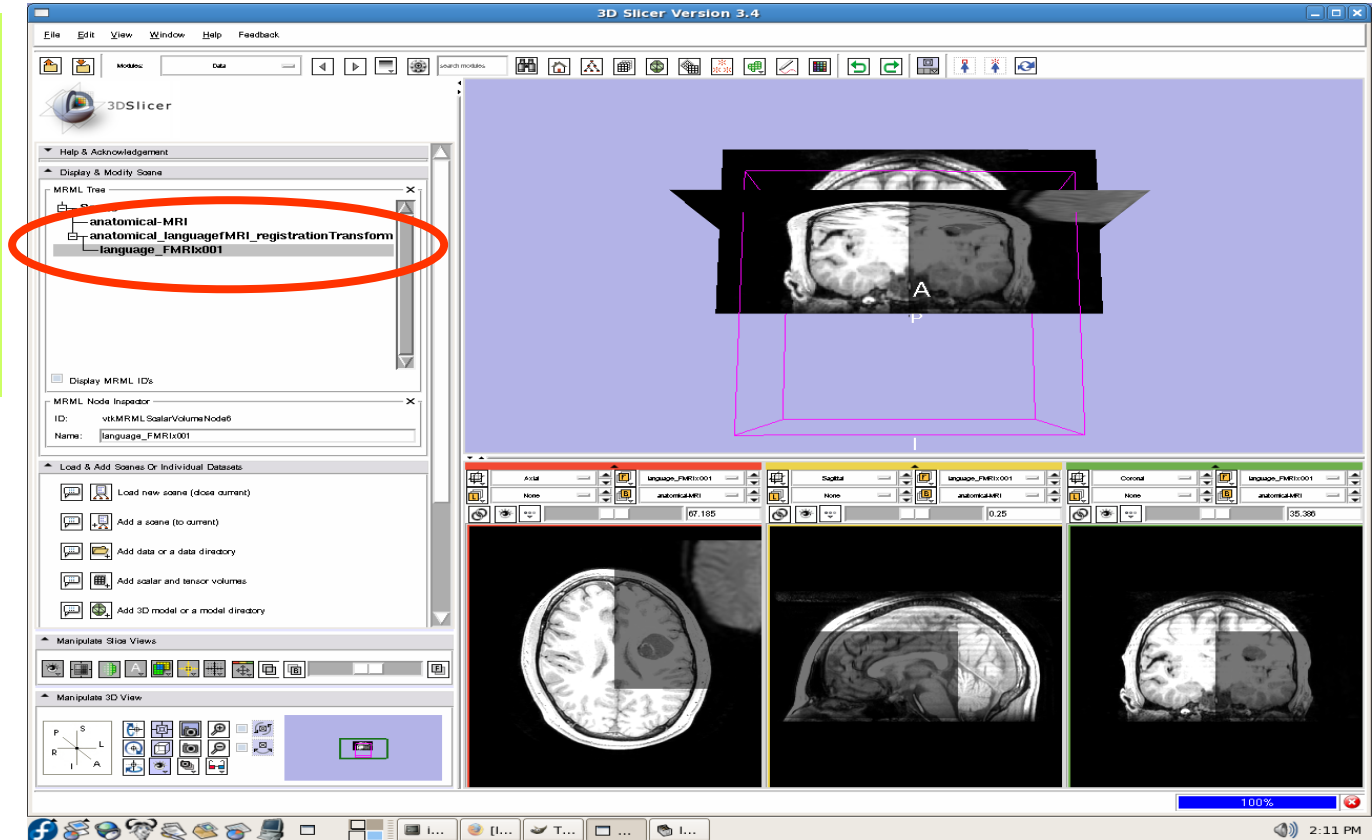 3D Slicer Version 3.4
File Edit View Window Help Feedback
Modules: Data search modules
3DSlicer
Help & Acknowledgement
Display & Modify Scene
MRML Tree
anatomical-MRI
anatomical_languagefMRI_registrationTransform
language_FMRIx001
Display MRML ID's
MRML Node Inspector
ID: vtkMRMLScalarVolumeNode6
Name: language_FMRIx001
Load & Add Scenes Or Individual Datasets
Load new scene (close current)
Add a scene (to current)
Add data or a data directory
Add scalar and tensor volumes
Add 3D model or a model directory
Manipulate Slice Views
Manipulate 3D View
P S L R I A
A
P
I
Axial language_FMRIx001
None anatomical-MRI
67.185
Sagittal language_FMRIx001
None anatomical-MRI
0.25
Coronal language_FMRIx001
None anatomical-MRI
35.386
100%
i... [I... T... ... I...
2:11 PM